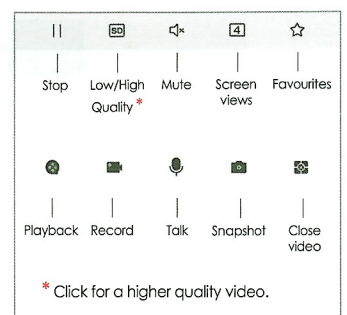 SD
4
Stop Low/High Mute Screen Favourites
Quality * views
Playback Record Talk Snapshot Close
video
* Click for a higher quality video.